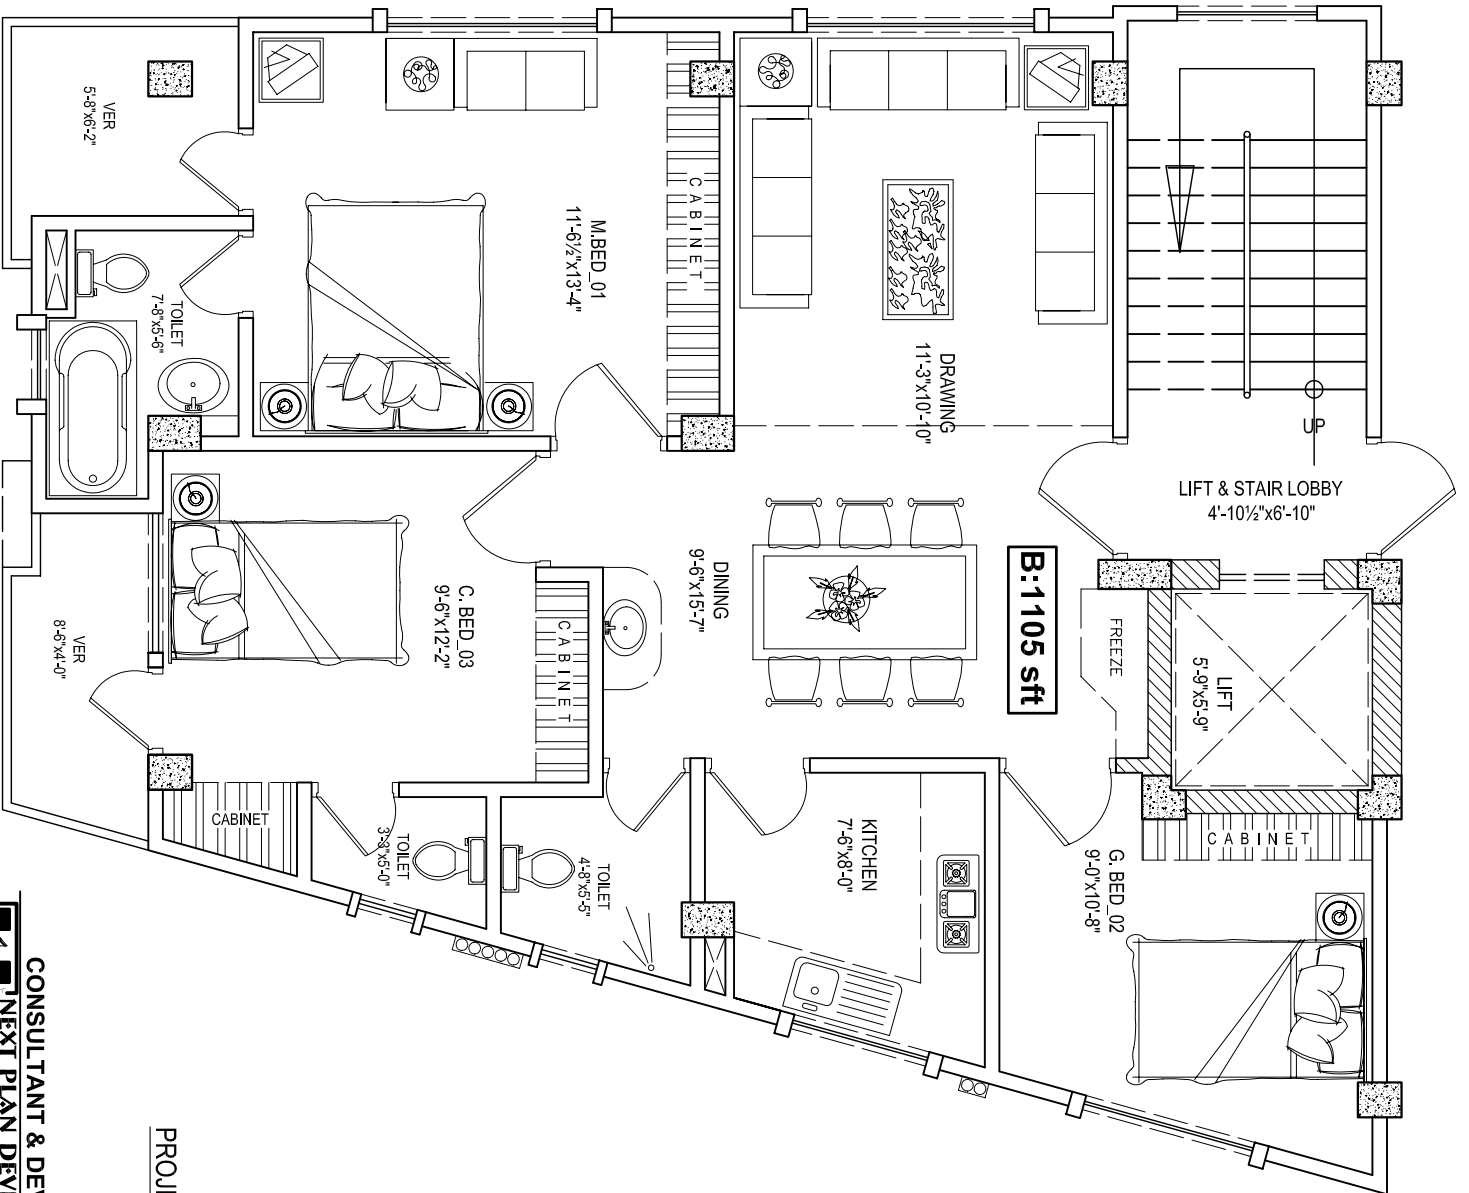 VER
5'-8"x6'-2"
M.BED_01
11'-6½"x13'-4"
CABINET
DRAWING
11'-3"x10'-10"
UP
LIFT & STAIR LOBBY
4'-10½"x6'-10"
TOILET
7'-8"x5'-6"
DINING
9'-6"x15'-7"
B:1105 sft
FREEZE
LIFT
5'-9"x5'-9"
C. BED_03
9'-6"x12'-2"
CABINET
VER
8'-6"x4'-0"
CABINET
TOILET
3'-3"x5'-0"
TOILET
4'-8"x5'-5"
KITCHEN
7'-6"x8'-0"
CABINET
G. BED_02
9'-0"x10'-8"
CONSULTANT & DEV
NEXT PLAN DEV
PROJ